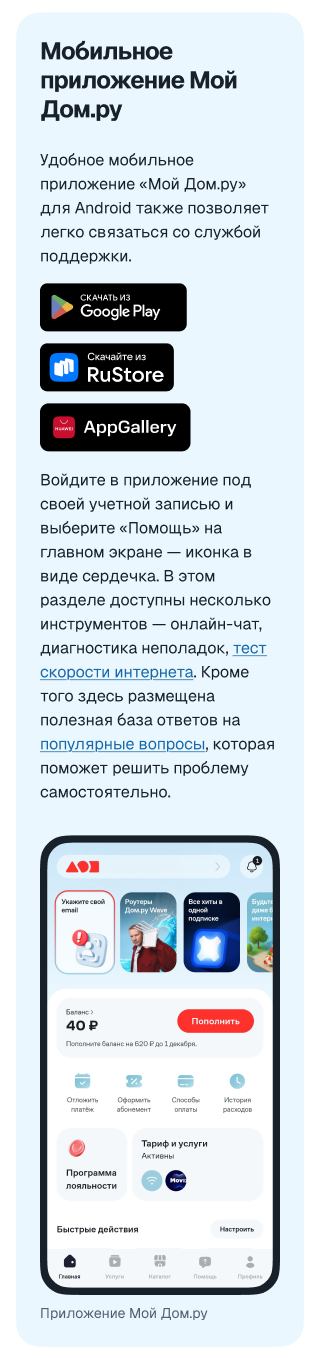 Мобильное
приложение Мой
Дом.ру
Удобное мобильное
приложение «Мой Дом.ру»
для Android также позволяет
легко связаться со службой
поддержки.
СКАЧАТЬ ИЗ
Google Play
Скачайте из
RuStore
HUAWEI
AppGallery
Войдите в приложение под
своей учетной записью и
выберите «Помощь» на
главном экране — иконка в
виде сердечка. В этом
разделе доступны несколько
инструментов — онлайн-чат,
диагностика неполадок, тест
скорости интернета. Кроме
того здесь размещена
полезная база ответов на
популярные вопросы, которая
поможет решить проблему
самостоятельно.
1
Укажите свой
email
Роутеры
Дом.ру Wave
Все хиты в
одной
подписке
Баланс
40 ₽
Пополнить
Пополните баланс на 620 ₽ до 1 декабря.
Отложить
платёж
Оформить
абонемент
Способы
оплаты
История
расходов
Программа
лояльности
Тариф и услуги
Активны
Быстрые действия
Настроить
Главная
Услуги
Каталог
Помощь
Профиль
Приложение Мой Дом.ру